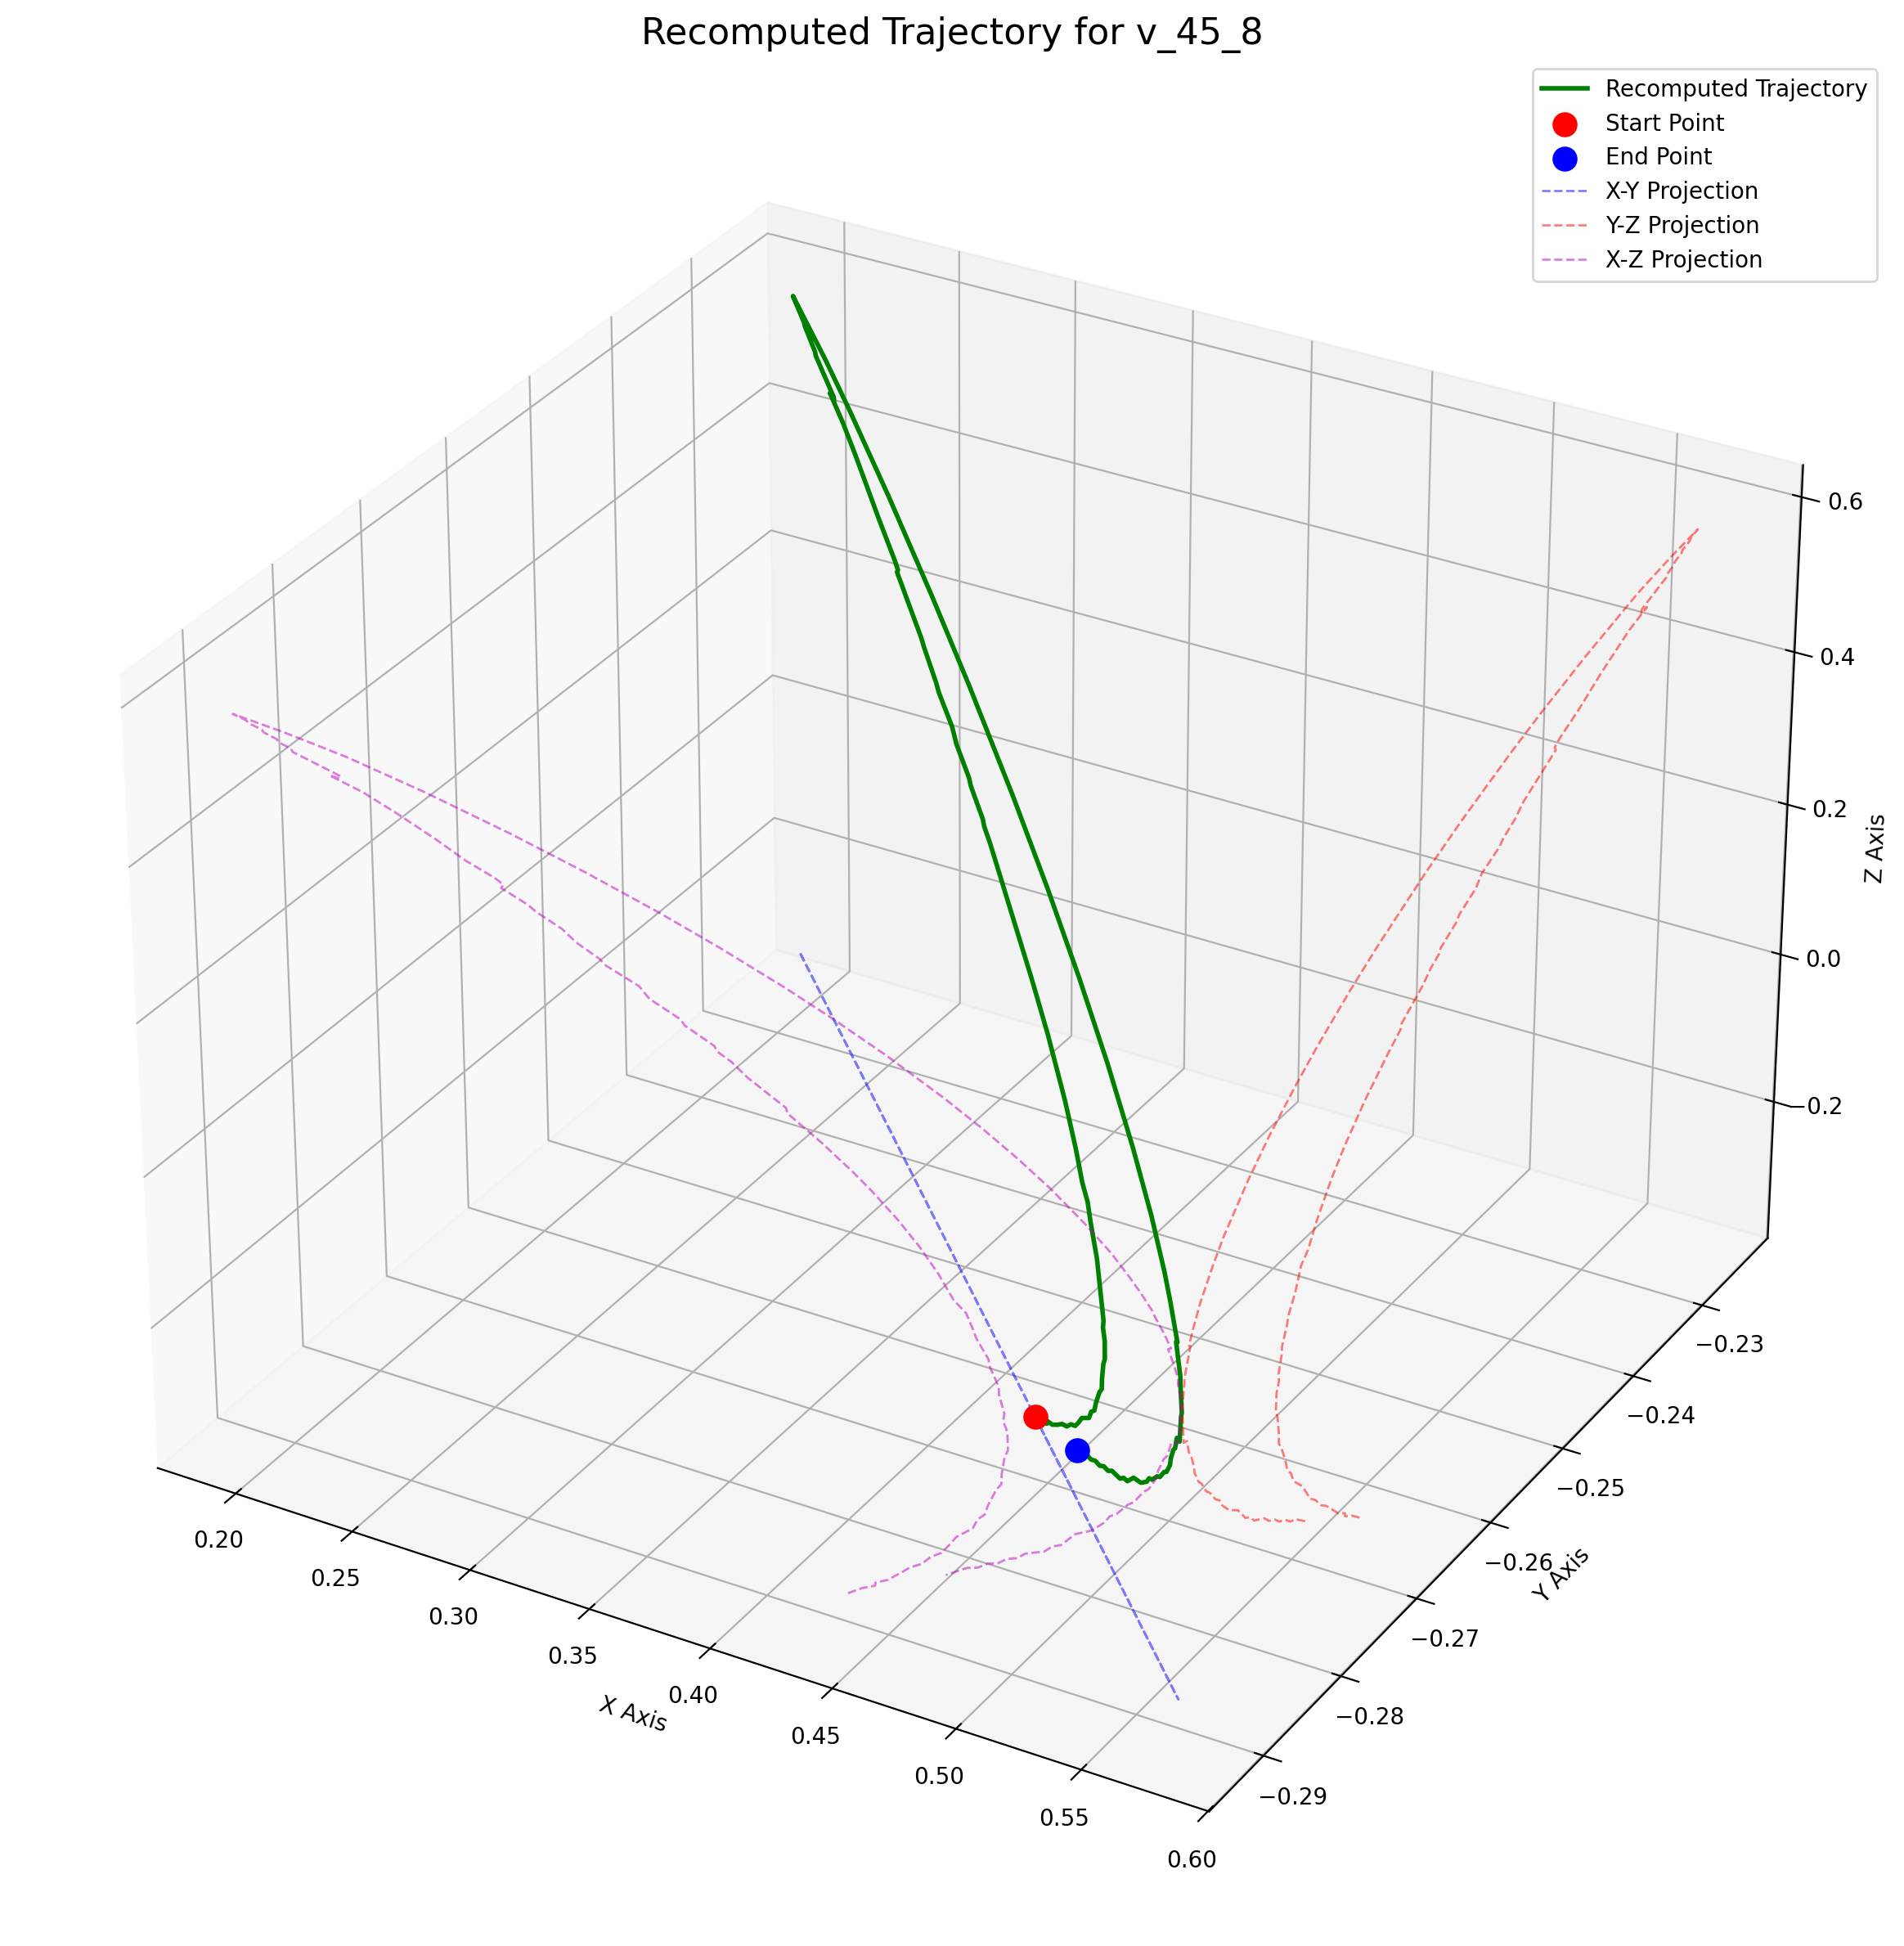 Recomputed Trajectory for v_45_8
Recomputed Trajectory
Start Point
End Point
X-Y Projection
Y-Z Projection
X-Z Projection
0.6
0.4
0.2
0.0
−0.2
Z Axis
−0.23
−0.24
−0.25
−0.26
−0.27
−0.28
−0.29
Y Axis
0.20
0.25
0.30
0.35
0.40
0.45
0.50
0.55
0.60
X Axis